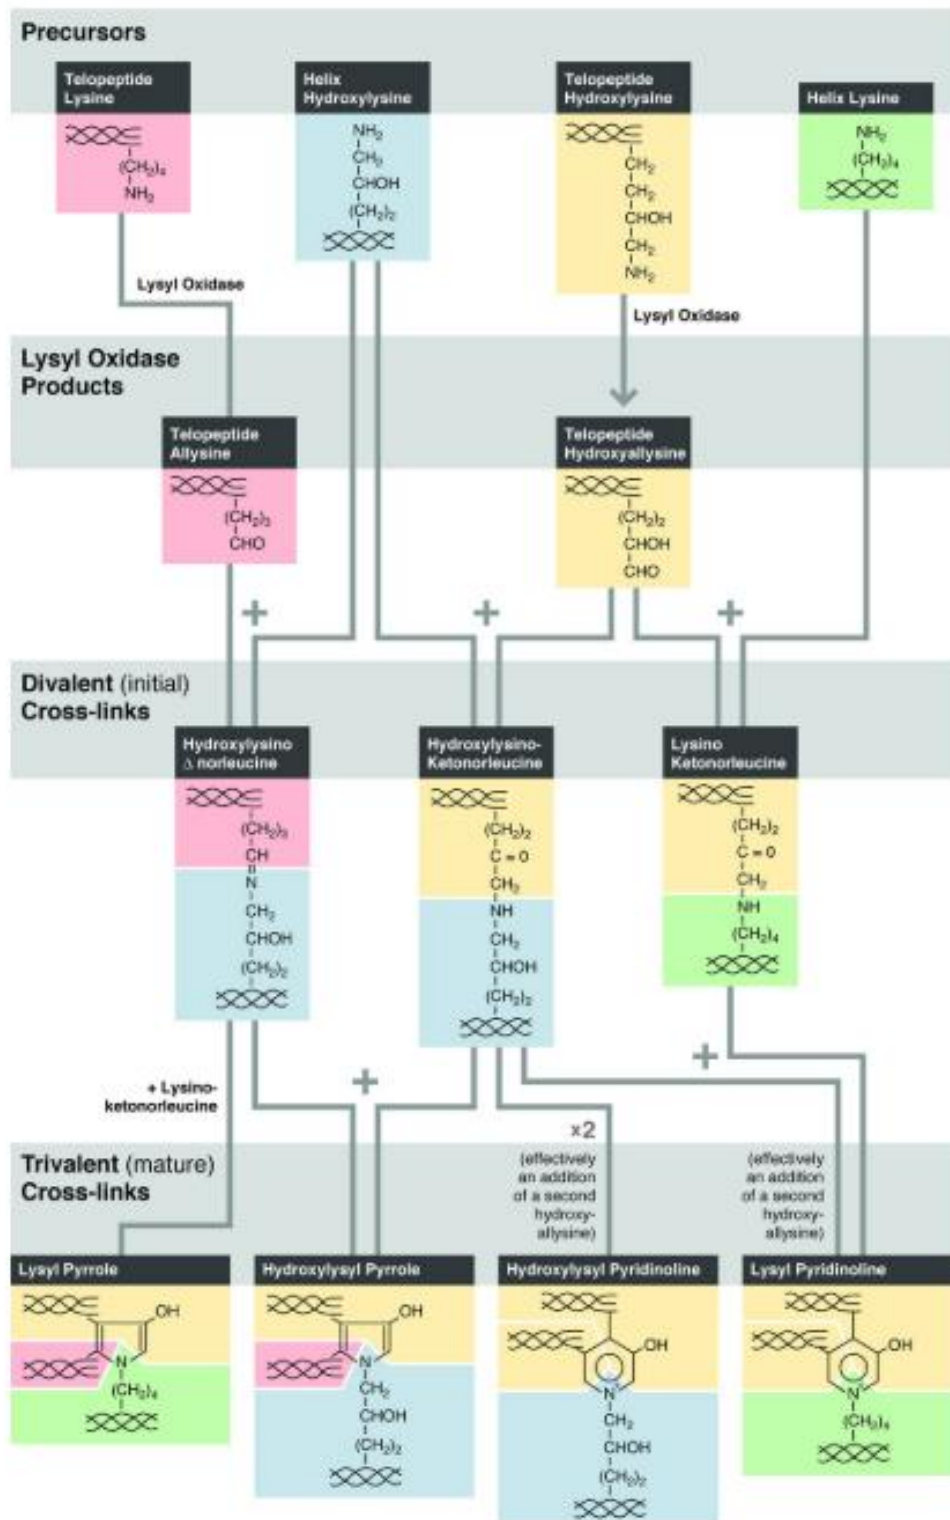 Precursors
Telopeptide
Lysine
Helix
Hydroxylysine
Telopeptide
Hydroxylysine
Helix Lysine
(CH₂)₄
NH₂
NH₂
CH₂
CHOH
(CH₂)₂
CH₂
CH₂
CHOH
CH₂
NH₂
NH₂
(CH₂)₄
Lysyl Oxidase
Lysyl Oxidase
Lysyl Oxidase
Products
Telopeptide
Allysine
Telopeptide
Hydroxyallysine
(CH₂)₃
CHO
(CH₂)₂
CHOH
CHO
+
+
+
Divalent (initial)
Cross-links
Hydroxylysino
Δ norleucine
Hydroxylysino-
Ketonorleucine
Lysino
Ketonorleucine
(CH₂)₃
CH
N
CH₂
CHOH
(CH₂)₂
(CH₂)₂
C = O
CH₂
NH
CH₂
CHOH
(CH₂)₂
(CH₂)₂
C = O
CH₂
NH
(CH₂)₄
+ Lysino-
ketonorleucine
+
+
Trivalent (mature)
Cross-links
x2
(effectively
an addition
of a second
hydroxy-
allysine)
(effectively
an addition
of a second
hydroxy-
allysine)
Lysyl Pyrrole
Hydroxylysyl Pyrrole
Hydroxylysyl Pyridinoline
Lysyl Pyridinoline
OH
N
(CH₂)₄
OH
N
CH₂
CHOH
(CH₂)₂
OH
N⁺
CH₂
CHOH
(CH₂)₂
OH
N⁺
(CH₂)₄